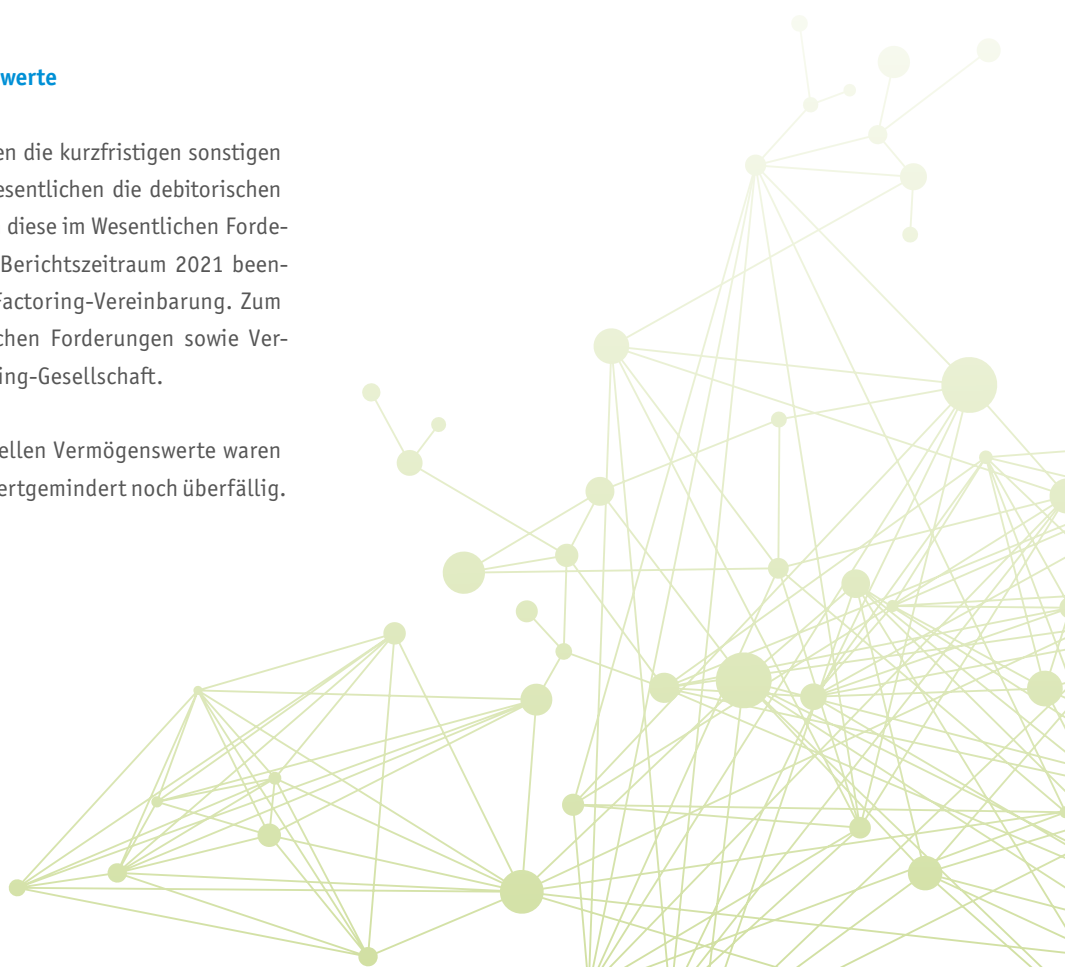 werte
en die kurzfristigen sonstigen
esentlichen die debitorischen
diese im Wesentlichen Forde-
Berichtszeitraum 2021 been-
Factoring-Vereinbarung. Zum
chen Forderungen sowie Ver-
ing-Gesellschaft.
ellen Vermögenswerte waren
ertgemindert noch überfällig.